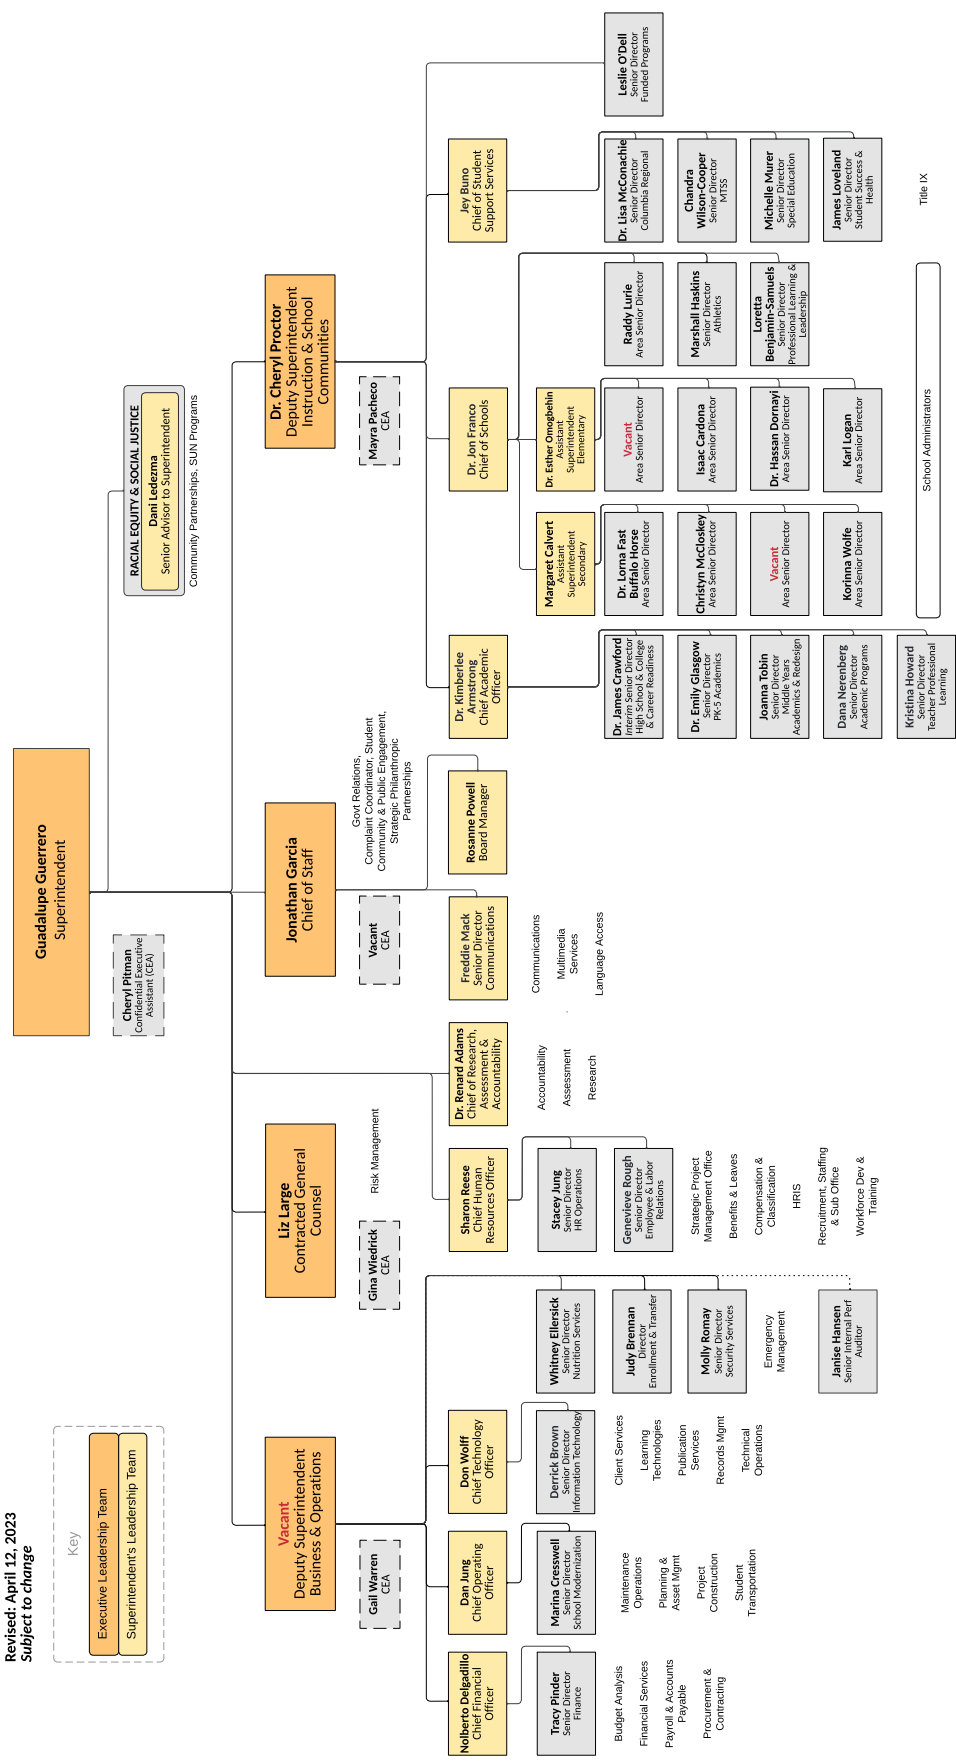 Revised: April 12, 2023
Subject to change
Key
Executive Leadership Team
Superintendent's Leadership Team
Guadalupe Guerrero
Superintendent
Cheryl Pitman
Confidential Executive
Assistant (CEA)
RACIAL EQUITY & SOCIAL JUSTICE
Dani Ledezma
Senior Advisor to Superintendent
Community Partnerships, SUN Programs
Vacant
Deputy Superintendent
Business & Operations
Gail Warren
CEA
Liz Large
Contracted General
Counsel
Gina Wiedrick
CEA
Risk Management
Jonathan Garcia
Chief of Staff
Vacant
CEA
Govt Relations,
Complaint Coordinator, Student
Community & Public Engagement,
Strategic Philanthropic
Partnerships
Dr. Cheryl Proctor
Deputy Superintendent
Instruction & School
Communities
Mayra Pacheco
CEA
Nolberto Delgadillo
Chief Financial
Officer
Tracy Pinder
Senior Director
Finance
Budget Analysis
Financial Services
Payroll & Accounts
Payable
Procurement &
Contracting
Dan Jung
Chief Operating
Officer
Marina Cresswell
Senior Director
School Modernization
Maintenance
Operations
Planning &
Asset Mgmt
Project
Construction
Student
Transportation
Don Wolff
Chief Technology
Officer
Derrick Brown
Senior Director
Information Technology
Client Services
Learning
Technologies
Publication
Services
Records Mgmt
Technical
Operations
Whitney Ellersick
Senior Director
Nutrition Services
Judy Brennan
Director
Enrollment & Transfer
Molly Romay
Senior Director
Security Services
Emergency
Management
Janise Hansen
Senior Internal Perf
Auditor
Sharon Reese
Chief Human
Resources Officer
Stacey Jung
Senior Director
HR Operations
Genevieve Rough
Senior Director
Employee & Labor
Relations
Strategic Project
Management Office
Benefits & Leaves
Compensation &
Classification
HRIS
Recruitment, Staffing
& Sub Office
Workforce Dev &
Training
Dr. Renard Adams
Chief of Research,
Assessment &
Accountability
Accountability
Assessment
Research
Freddie Mack
Senior Director
Communications
Communications
Multimedia
Services
Language Access
Rosanne Powell
Board Manager
Dr. Kimberlee
Armstrong
Chief Academic
Officer
Dr. James Crawford
Interim Senior Director
High School & College
& Career Readiness
Dr. Emily Glasgow
Senior Director
PK-5 Academics
Joanna Tobin
Senior Director
Middle Years
Academics & Redesign
Dana Nerenberg
Senior Director
Academic Programs
Kristina Howard
Senior Director
Teacher Professional
Learning
Dr. Jon Franco
Chief of Schools
Margaret Calvert
Assistant
Superintendent
Secondary
Dr. Lorna Fast
Buffalo Horse
Area Senior Director
Christyn McCloskey
Area Senior Director
Vacant
Area Senior Director
Korinna Wolfe
Area Senior Director
Dr. Esther Omogbehin
Assistant
Superintendent
Elementary
Vacant
Area Senior Director
Isaac Cardona
Area Senior Director
Dr. Hassan Dornayi
Area Senior Director
Karl Logan
Area Senior Director
Raddy Lurie
Area Senior Director
Marshall Haskins
Senior Director
Athletics
Loretta
Benjamin-Samuels
Senior Director
Professional Learning &
Leadership
School Administrators
Jey Buno
Chief of Student
Support Services
Dr. Lisa McConachie
Senior Director
Columbia Regional
Chandra
Wilson-Cooper
Senior Director
MTSS
Michelle Murer
Senior Director
Special Education
James Loveland
Senior Director
Student Success &
Health
Title IX
Leslie O'Dell
Senior Director
Funded Programs